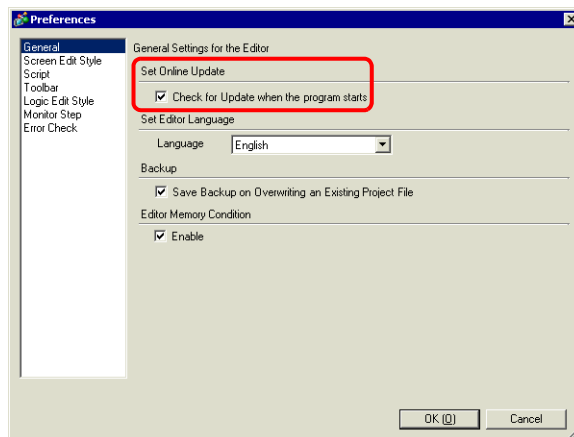 Preferences
General
Screen Edit Style
Script
Toolbar
Logic Edit Style
Monitor Step
Error Check
General Settings for the Editor
Set Online Update
Check for Update when the program starts
Set Editor Language
Language English
Backup
Save Backup on Overwriting an Existing Project File
Editor Memory Condition
Enable
OK (O) Cancel